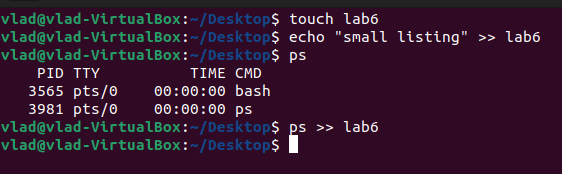 vlad@vlad-VirtualBox:~/Desktop$ touch lab6
vlad@vlad-VirtualBox:~/Desktop$ echo "small listing" >> lab6
vlad@vlad-VirtualBox:~/Desktop$ ps
    PID TTY          TIME CMD
   3565 pts/0    00:00:00 bash
   3981 pts/0    00:00:00 ps
vlad@vlad-VirtualBox:~/Desktop$ ps >> lab6
vlad@vlad-VirtualBox:~/Desktop$